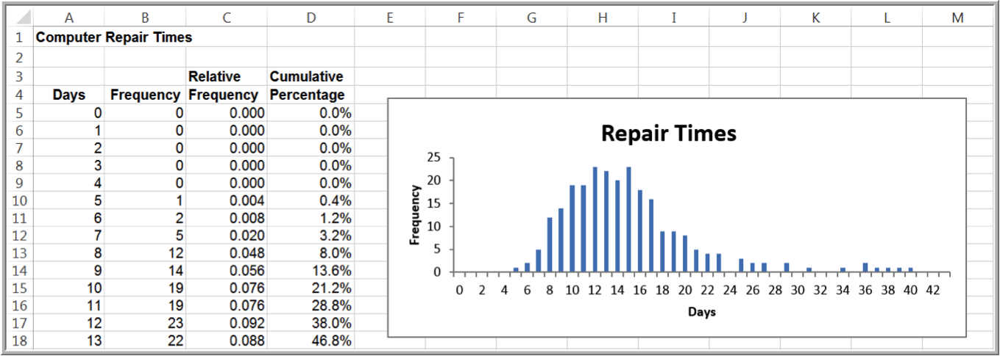 A B C D E F G H I J K L M
1 Computer Repair Times
2
3 Relative Cumulative
4 Days Frequency Frequency Percentage
5 0 0 0.000 0.0%
6 1 0 0.000 0.0%
7 2 0 0.000 0.0%
8 3 0 0.000 0.0%
9 4 0 0.000 0.0%
10 5 1 0.004 0.4%
11 6 2 0.008 1.2%
12 7 5 0.020 3.2%
13 8 12 0.048 8.0%
14 9 14 0.056 13.6%
15 10 19 0.076 21.2%
16 11 19 0.076 28.8%
17 12 23 0.092 38.0%
18 13 22 0.088 46.8%
Repair Times
Frequency
25
20
15
10
5
0
0 2 4 6 8 10 12 14 16 18 20 22 24 26 28 30 32 34 36 38 40 42
Days